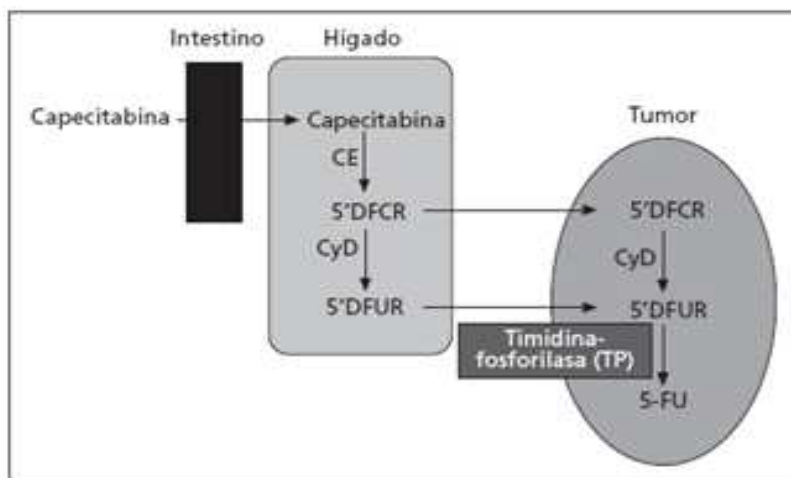 Intestino
Hígado
Capecitabina
Capecitabina
Tumor
CE
5'DFCR
5'DFCR
CyD
CyD
5'DFUR
5'DFUR
Timidina-
fosforilasa (TP)
5-FU